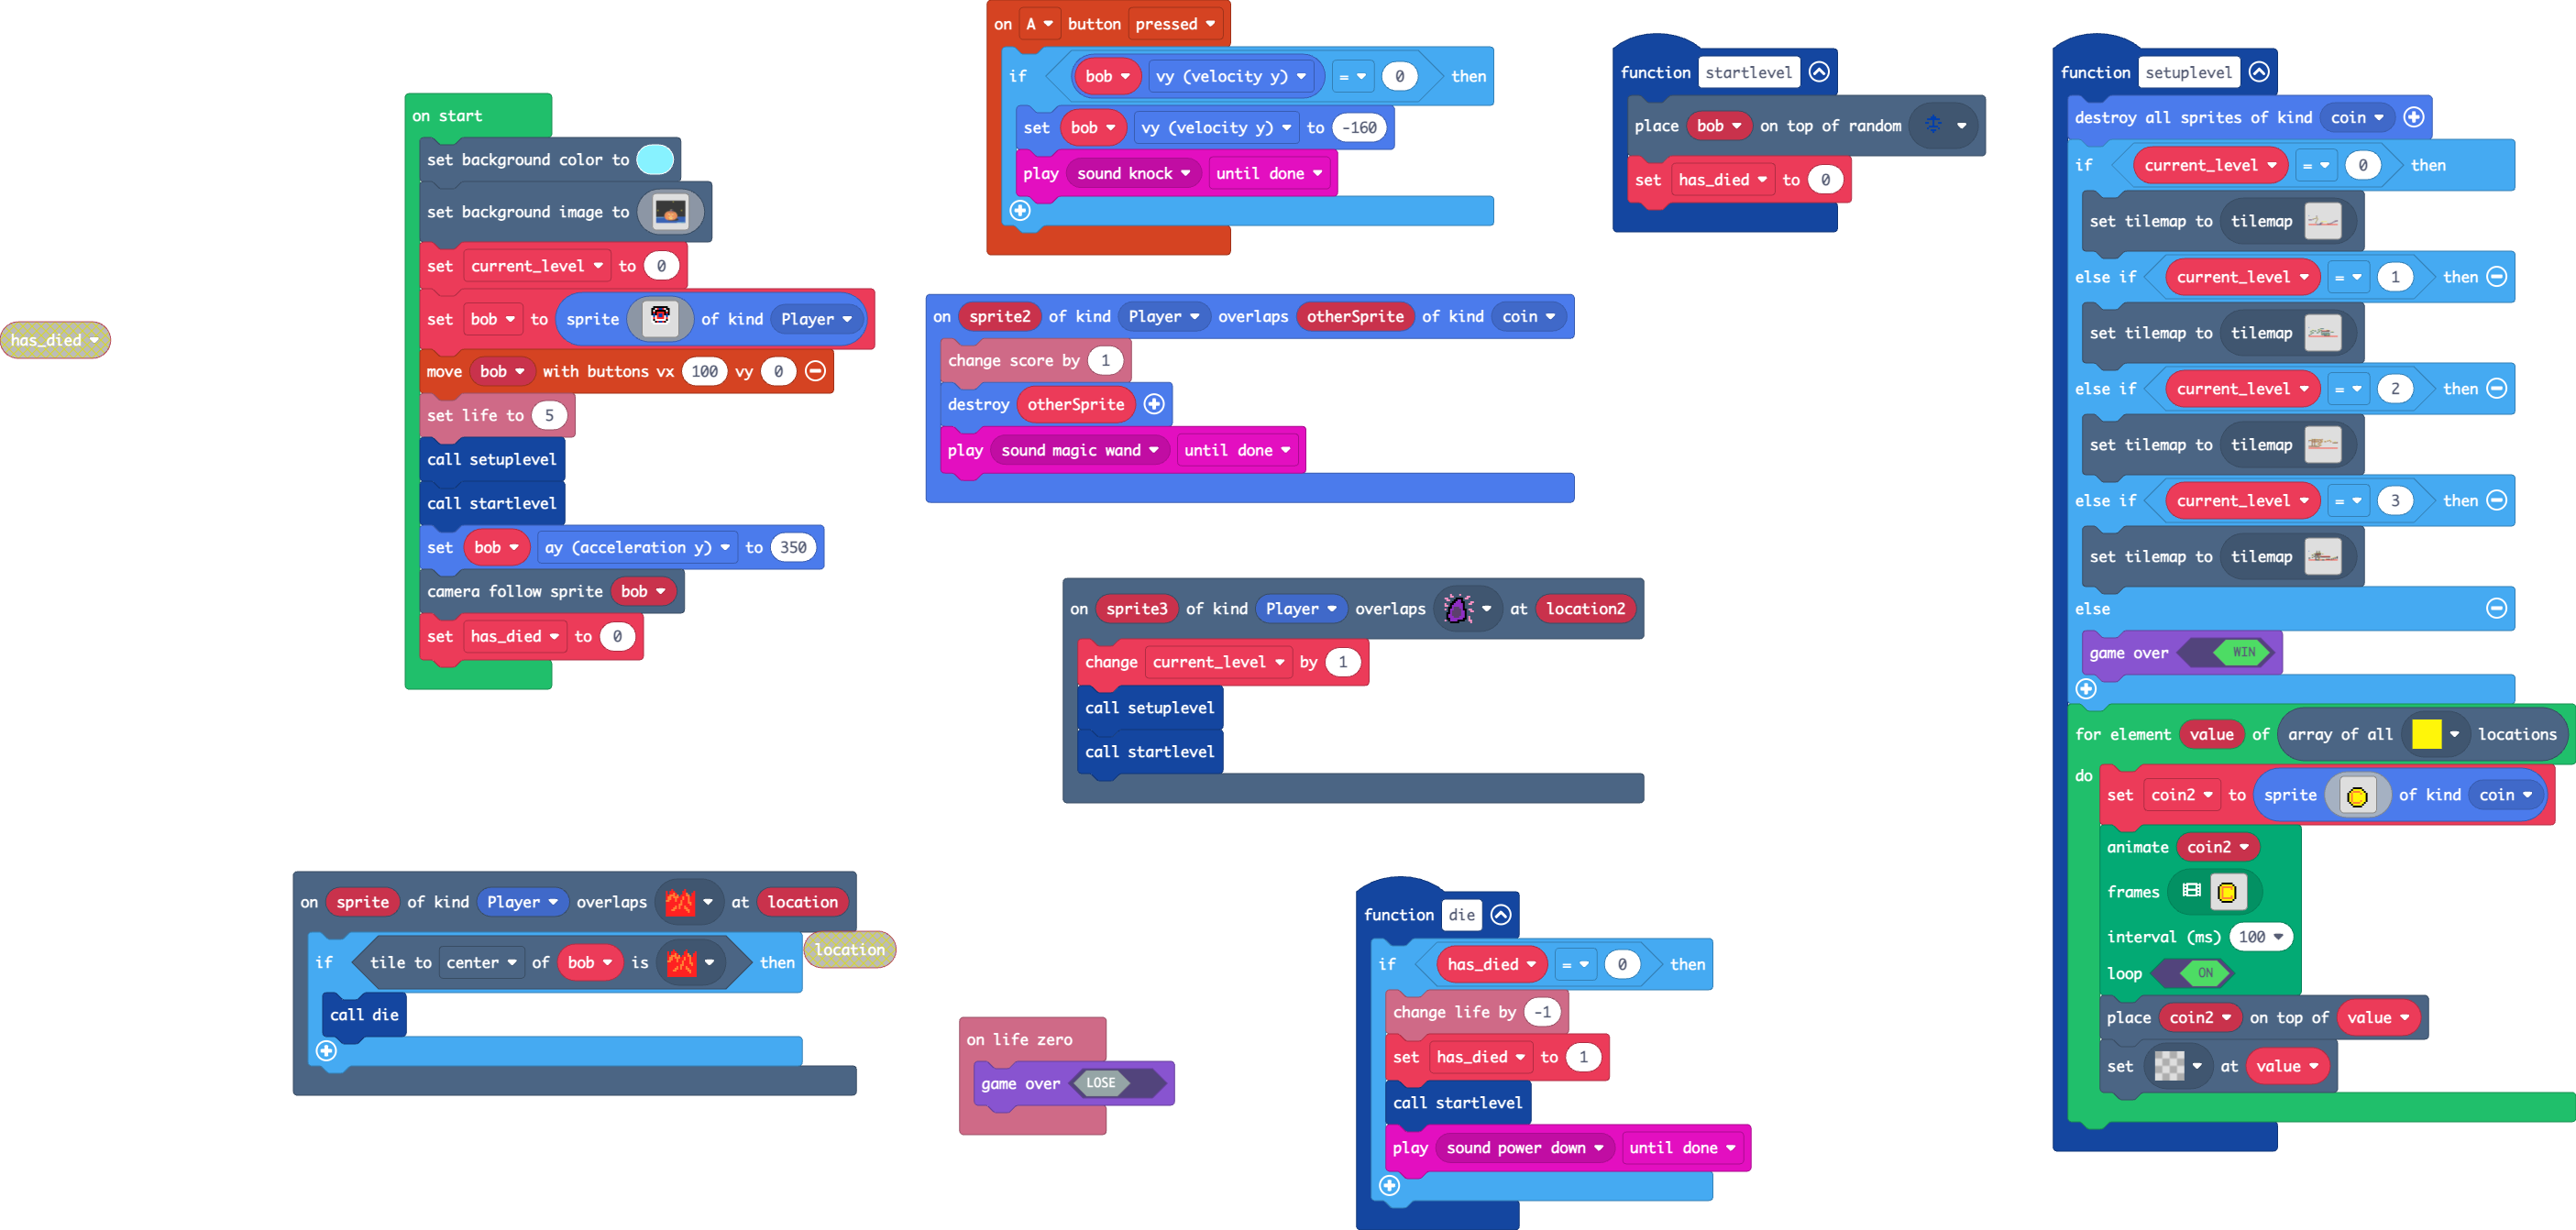 has_died
on start
set background color to
set background image to
set current_level to 0
set bob to sprite of kind Player
move bob with buttons vx 100 vy 0
set life to 5
call setuplevel
call startlevel
set bob ay (acceleration y) to 350
camera follow sprite bob
set has_died to 0
on A button pressed
if bob vy (velocity y) = 0 then
set bob vy (velocity y) to -160
play sound knock until done
on sprite2 of kind Player overlaps otherSprite of kind coin
change score by 1
destroy otherSprite
play sound magic wand until done
on sprite3 of kind Player overlaps at location2
change current_level by 1
call setuplevel
call startlevel
on sprite of kind Player overlaps at location
if tile to center of bob is then
location
call die
on life zero
game over LOSE
function startlevel
place bob on top of random
set has_died to 0
function die
if has_died = 0 then
change life by -1
set has_died to 1
call startlevel
play sound power down until done
function setuplevel
destroy all sprites of kind coin
if current_level = 0 then
set tilemap to tilemap
else if current_level = 1 then
set tilemap to tilemap
else if current_level = 2 then
set tilemap to tilemap
else if current_level = 3 then
set tilemap to tilemap
else
game over WIN
for element value of array of all locations
do
set coin2 to sprite of kind coin
animate coin2
frames
interval (ms) 100
loop ON
place coin2 on top of value
set at value